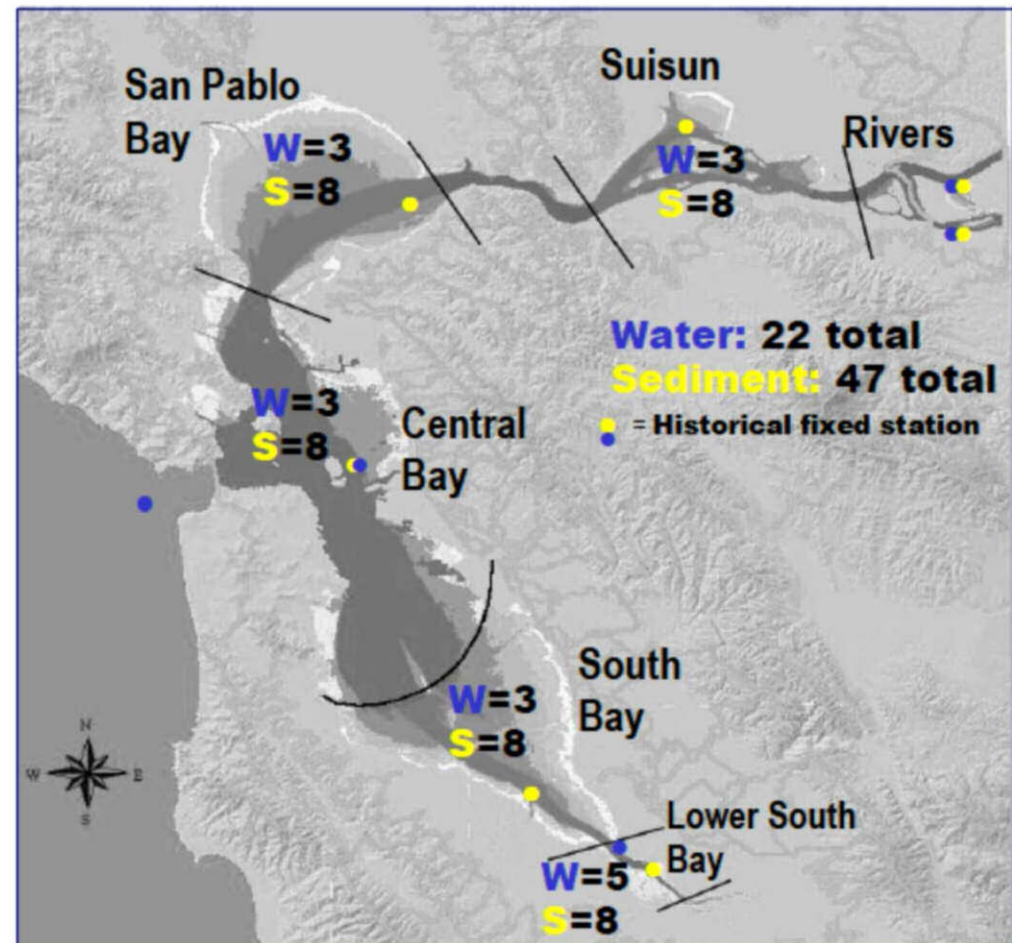 San Pablo
Bay
W=3
S=8
Suisun
W=3
S=8
Rivers
Water: 22 total
Sediment: 47 total
= Historical fixed station
W=3
S=8
Central
Bay
South
Bay
W=3
S=8
Lower South
Bay
W=5
S=8
N
W
E
S